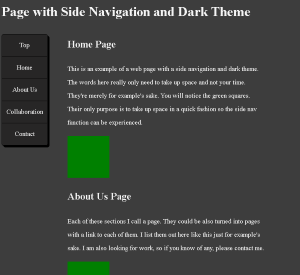 Page with Side Navigation and Dark Theme
Top
Home
About Us
Collaboration
Contact
Home Page
This is an example of a web page with a side navigation and dark theme.
The words here really only need to take up space and not your time.
They're merely for example's sake. You will notice the green squares.
Their only purpose is to take up space in a quick fashion so the side nav
function can be experienced.
About Us Page
Each of these sections I call a page. They could be also turned into pages
with a link to each of them. I list them out here like this just for example's
sake. I am also looking for work, so if you know of any, please contact me.